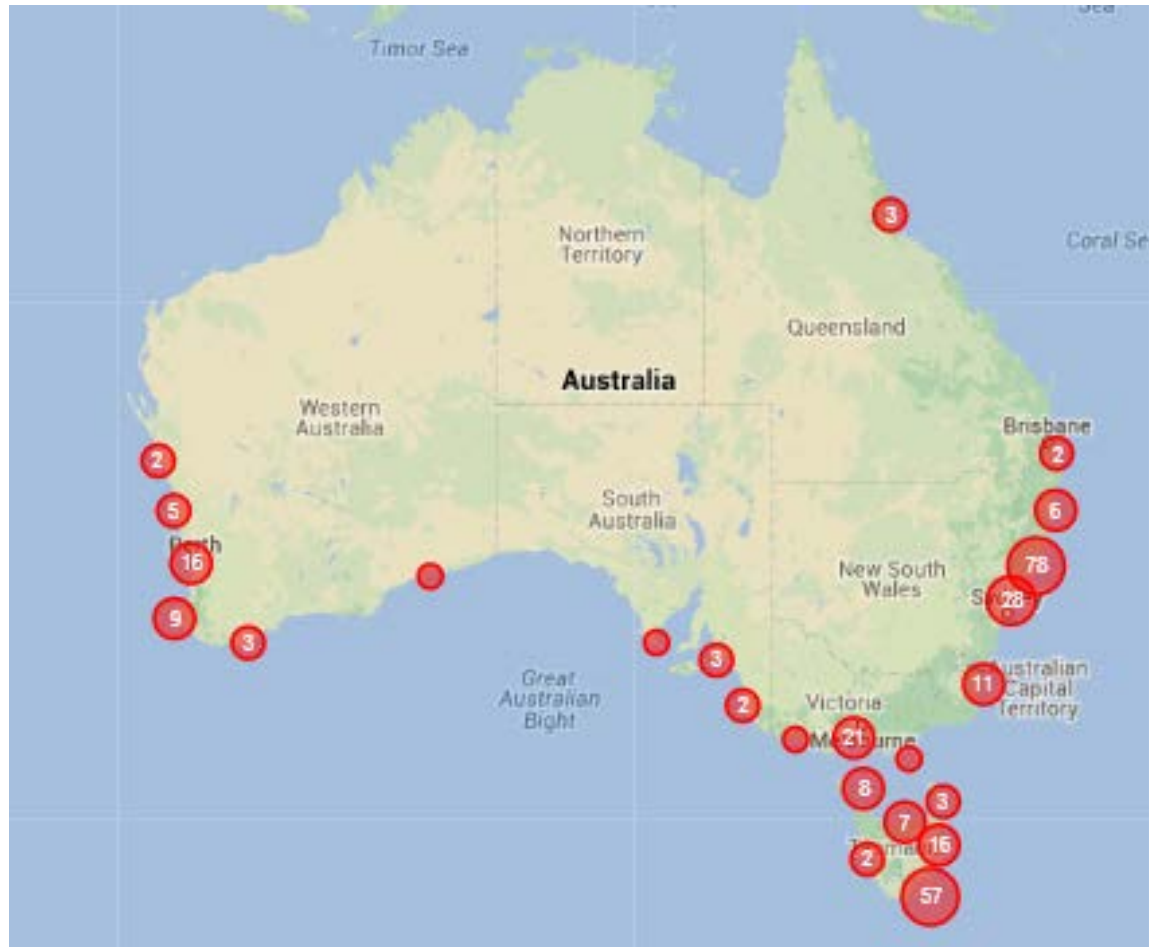 Sea
Timor Sea
3
Northern
Territory
Coral Se
Queensland
Australia
Western
Australia
Brisbane
2
2
South
Australia
5
6
Perth
16
78
New South
Wales
28
9
3
3
Great
Australian
Bight
Australian
Capital
Territory
11
2
Victoria
21
Melbourne
8
3
7
16
2
57